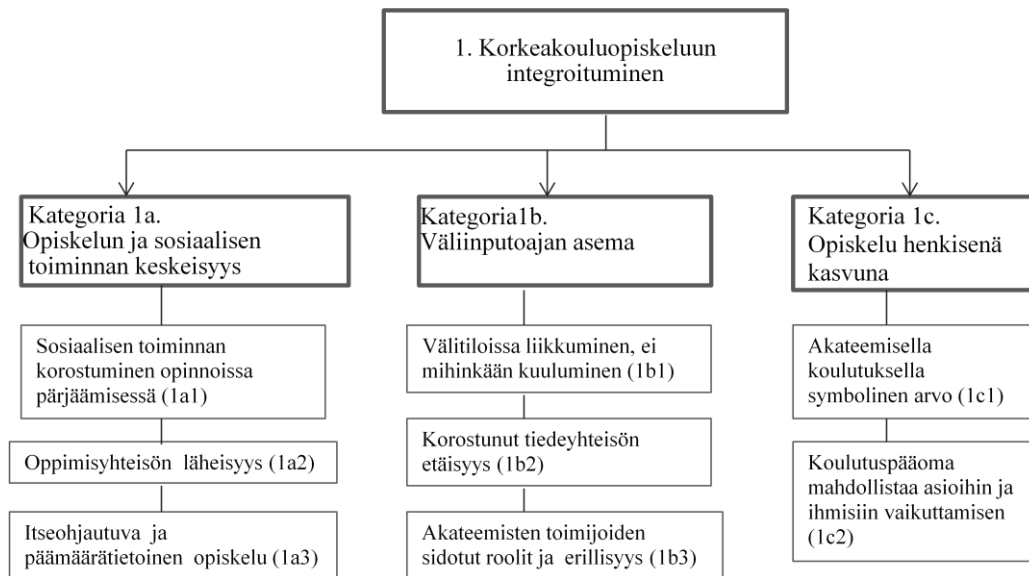 1. Korkeakouluopiskeluun
integroituminen
Kategoria 1a.
Opiskelun ja sosiaalisen
toiminnan keskeisyys
Sosiaalisen toiminnan
korostuminen opinnoissa
pärjäämisessä (1a1)
Oppimisyhteisön läheisyys (1a2)
Itseohjautuva ja
päämäärätietoinen opiskelu (1a3)
Kategoria1b.
Väliinputoajan asema
Välitiloissa liikkuminen, ei
mihinkään kuuluminen (1b1)
Korostunut tiedeyhteisön
etäisyys (1b2)
Akateemisten toimijoiden
sidotut roolit ja erillisyys (1b3)
Kategoria 1c.
Opiskelu henkisenä
kasvuna
Akateemisella
koulutuksella
symbolinen arvo (1c1)
Koulutuspääoma
mahdollistaa asioihin ja
ihmisiin vaikuttamisen
(1c2)